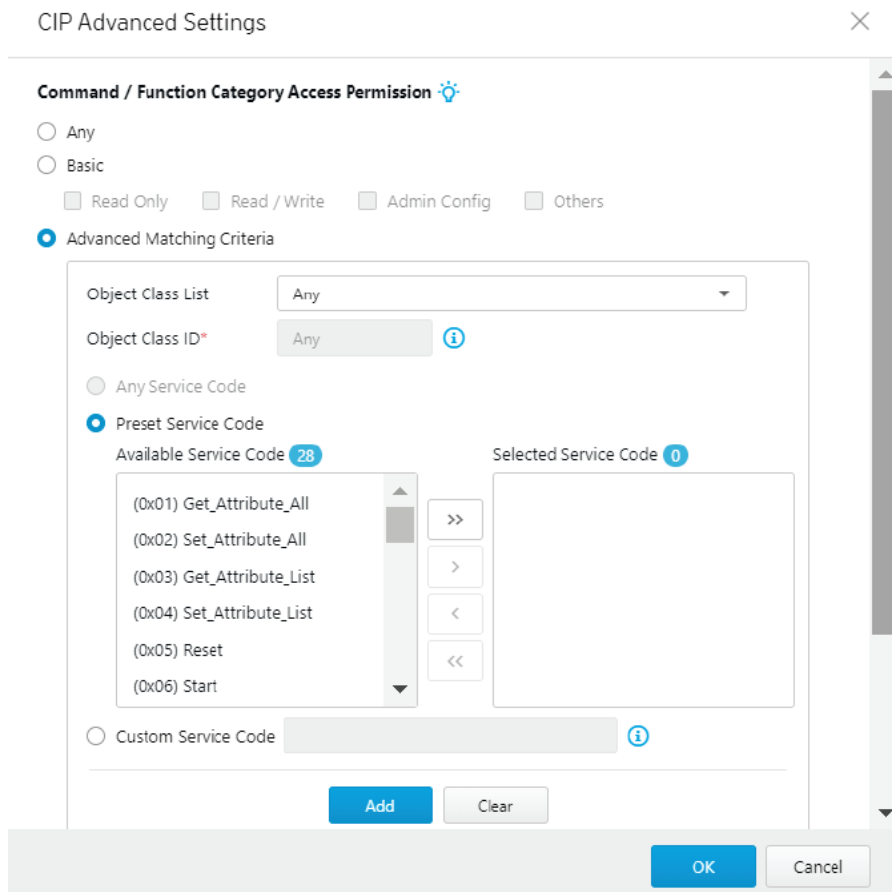 CIP Advanced Settings
Command / Function Category Access Permission
Any
Basic
Read Only Read / Write Admin Config Others
Advanced Matching Criteria
Object Class List Any
Object Class ID* Any
Any Service Code
Preset Service Code
Available Service Code 28 Selected Service Code 0
(0x01) Get_Attribute_All
(0x02) Set_Attribute_All
(0x03) Get_Attribute_List
(0x04) Set_Attribute_List
(0x05) Reset
(0x06) Start
Custom Service Code
Add Clear
OK Cancel